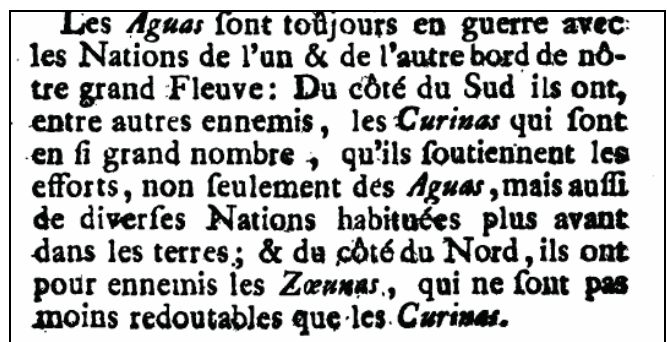 Les Aguas ſont toûjours en guerre avec
les Nations de l'un & de l'autre bord de nô-
tre grand Fleuve: Du côté du Sud ils ont,
entre autres ennemis, les Curinas qui ſont
en ſi grand nombre, qu'ils ſoutiennent les
efforts, non ſeulement des Aguas, mais auſſi
de diverſes Nations habituées plus avant
dans les terres; & du côté du Nord, ils ont
pour ennemis les Zœunas, qui ne ſont pas
moins redoutables que les Curinas.